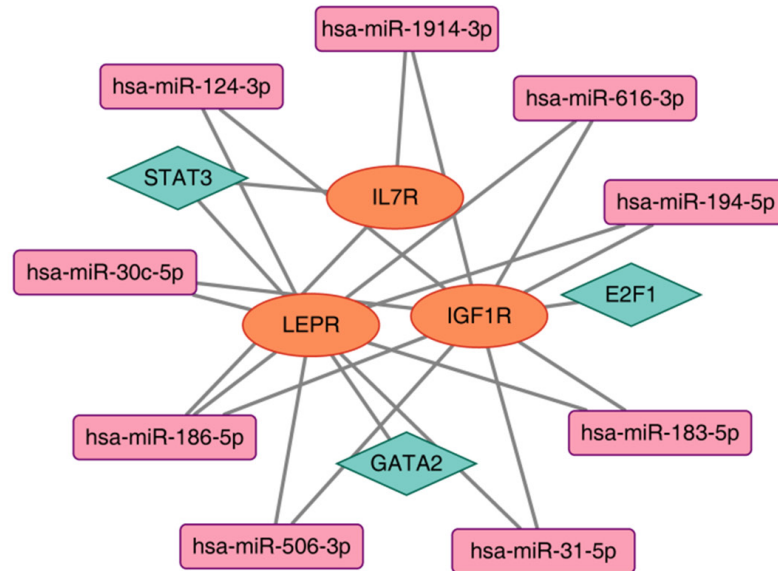 hsa-miR-1914-3p
hsa-miR-124-3p
hsa-miR-616-3p
STAT3
IL7R
hsa-miR-194-5p
hsa-miR-30c-5p
E2F1
LEPR
IGF1R
hsa-miR-186-5p
hsa-miR-183-5p
GATA2
hsa-miR-506-3p
hsa-miR-31-5p